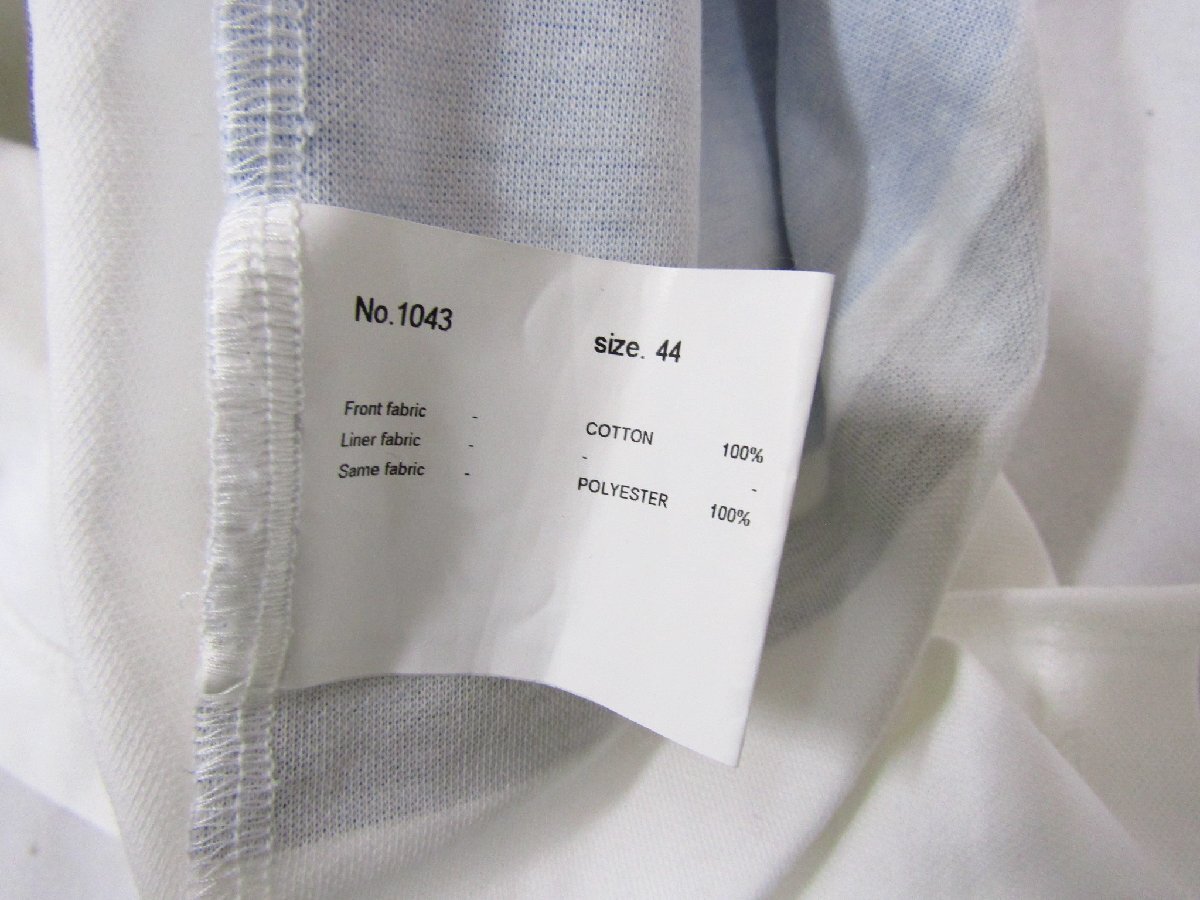 No.1043 size. 44
Front fabric - COTTON 100%
Liner fabric - - -
Same fabric - POLYESTER 100%